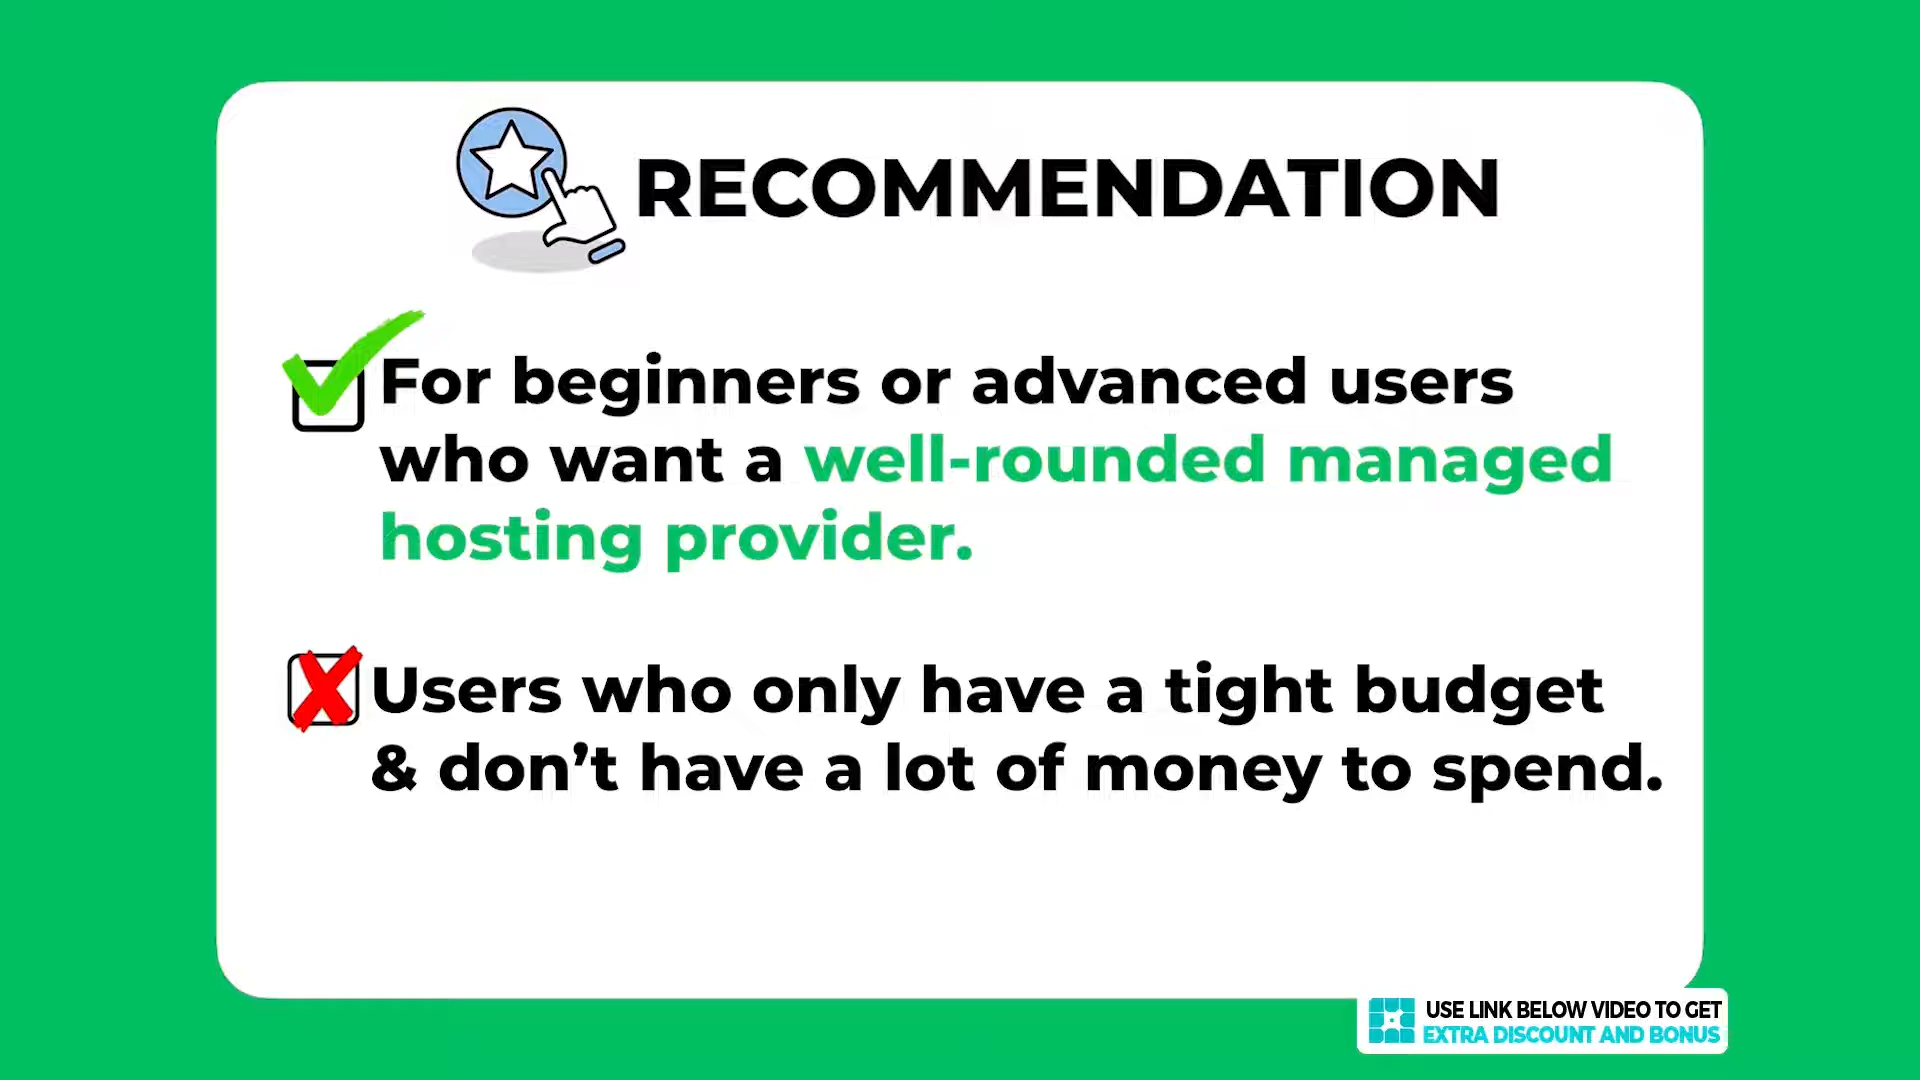 RECOMMENDATION
For beginners or advanced users
who want a well-rounded managed
hosting provider.
Users who only have a tight budget
& don’t have a lot of money to spend.
USE LINK BELOW VIDEO TO GET
EXTRA DISCOUNT AND BONUS